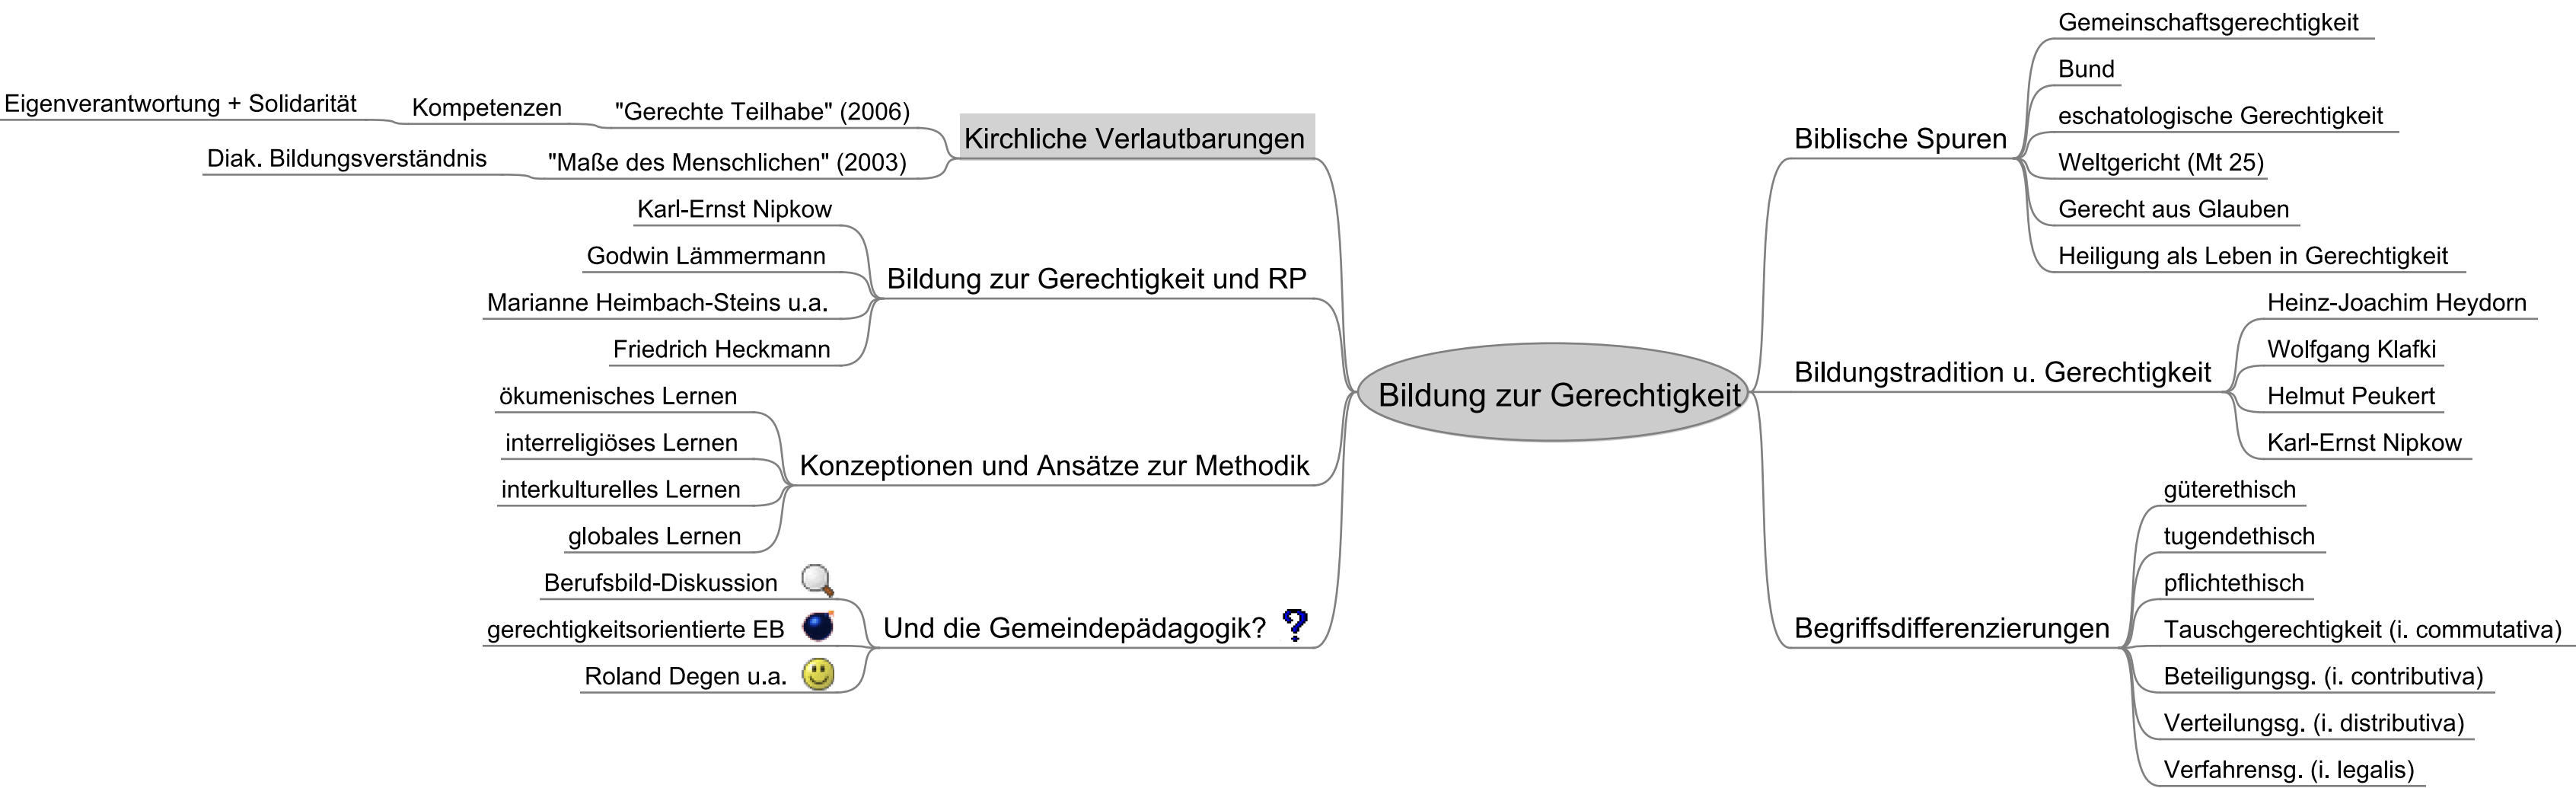 Bildung zur Gerechtigkeit
Kirchliche Verlautbarungen
"Gerechte Teilhabe" (2006)
Kompetenzen
Eigenverantwortung + Solidarität
"Maße des Menschlichen" (2003)
Diak. Bildungsverständnis
Bildung zur Gerechtigkeit und RP
Karl-Ernst Nipkow
Godwin Lämmermann
Marianne Heimbach-Steins u.a.
Friedrich Heckmann
Konzeptionen und Ansätze zur Methodik
ökumenisches Lernen
interreligiöses Lernen
interkulturelles Lernen
globales Lernen
Und die Gemeindepädagogik? ?
Berufsbild-Diskussion
gerechtigkeitsorientierte EB
Roland Degen u.a.
Biblische Spuren
Gemeinschaftsgerechtigkeit
Bund
eschatologische Gerechtigkeit
Weltgericht (Mt 25)
Gerecht aus Glauben
Heiligung als Leben in Gerechtigkeit
Bildungstradition u. Gerechtigkeit
Heinz-Joachim Heydorn
Wolfgang Klafki
Helmut Peukert
Karl-Ernst Nipkow
Begriffsdifferenzierungen
güterethisch
tugendethisch
pflichtethisch
Tauschgerechtigkeit (i. commutativa)
Beteiligungsg. (i. contributiva)
Verteilungsg. (i. distributiva)
Verfahrensg. (i. legalis)